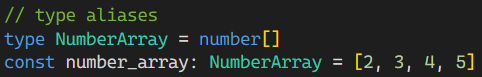 // type aliases
type NumberArray = number[]
const number_array: NumberArray = [2, 3, 4, 5]